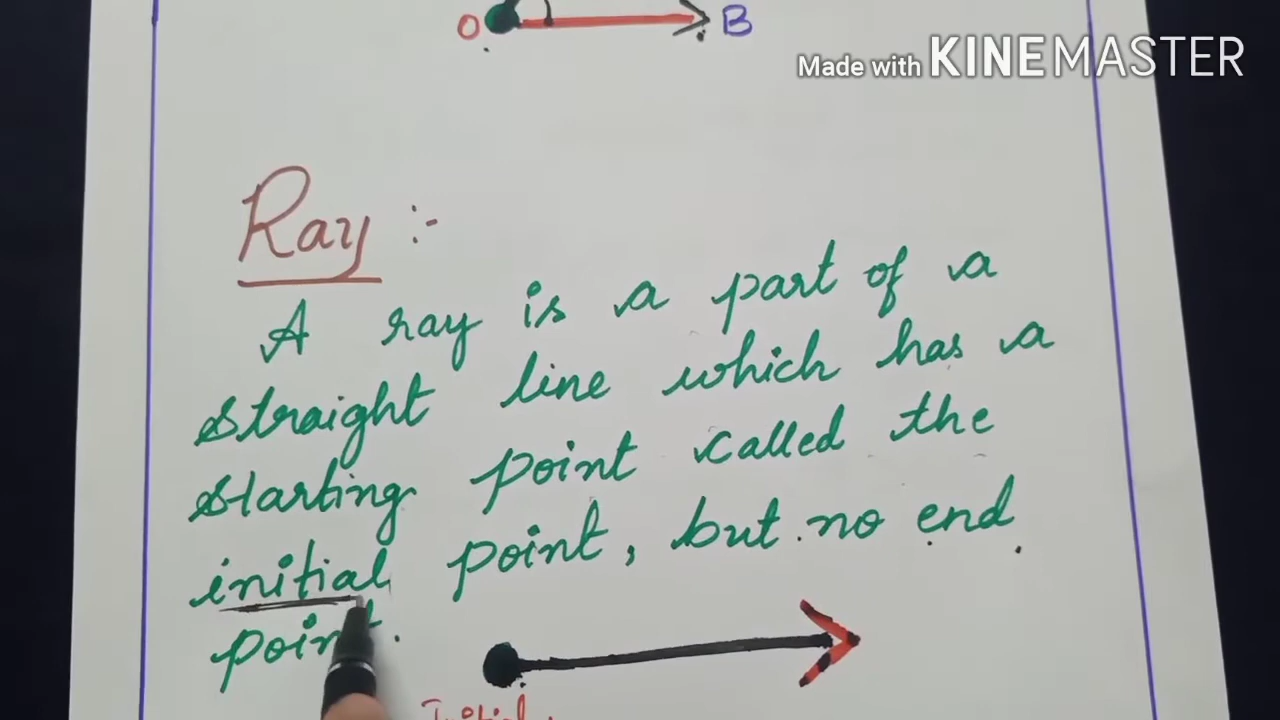 O B
Made with KINEMASTER
Ray :-
A ray is a part of a
straight line which has a
starting point called the
initial point, but no end
point.
Initial